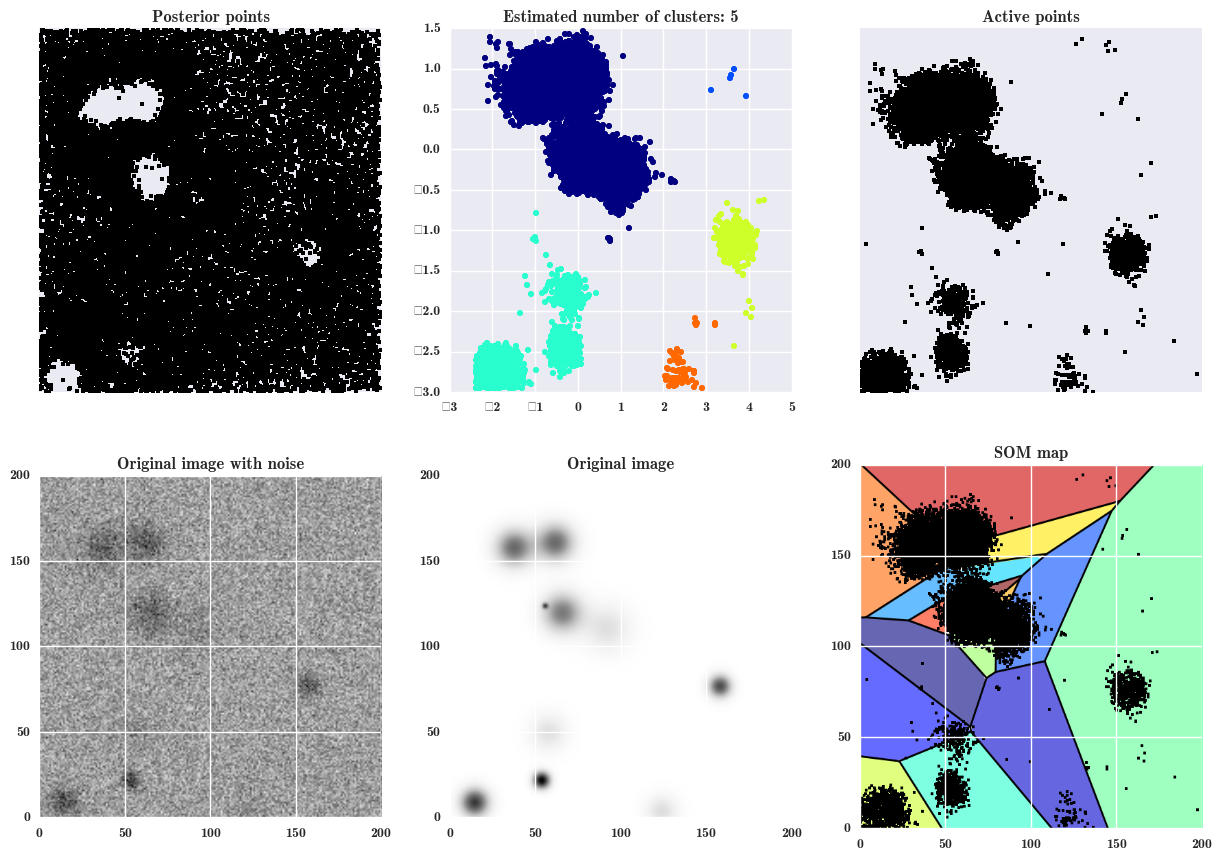 Posterior points
Estimated number of clusters: 5
Active points
1.5
1.0
0.5
0.0
□0.5
□1.0
□1.5
□2.0
□2.5
□3.0
□3 □2 □1 0 1 2 3 4 5
Original image with noise
Original image
SOM map
200
150
100
50
0
0 50 100 150 200
200
150
100
50
0
0 50 100 150 200
200
150
100
50
0
0 50 100 150 200